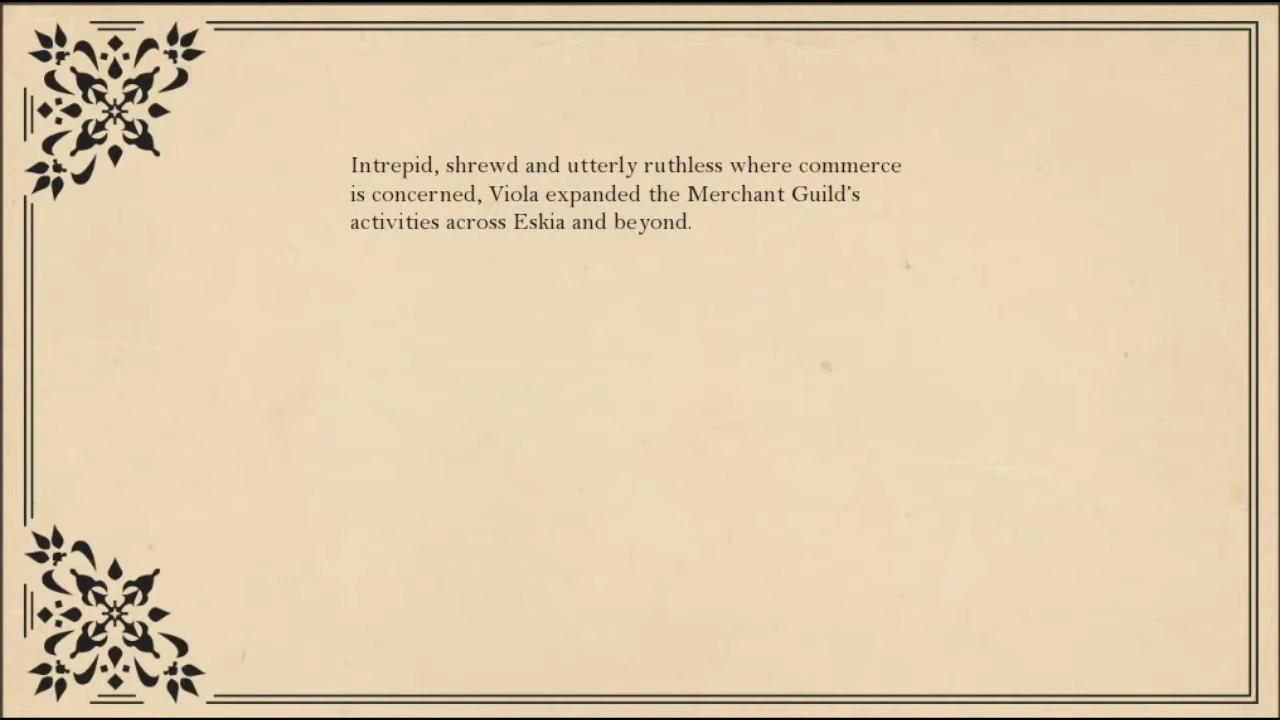 Intrepid, shrewd and utterly ruthless where commerce
is concerned, Viola expanded the Merchant Guild’s
activities across Eskia and beyond.